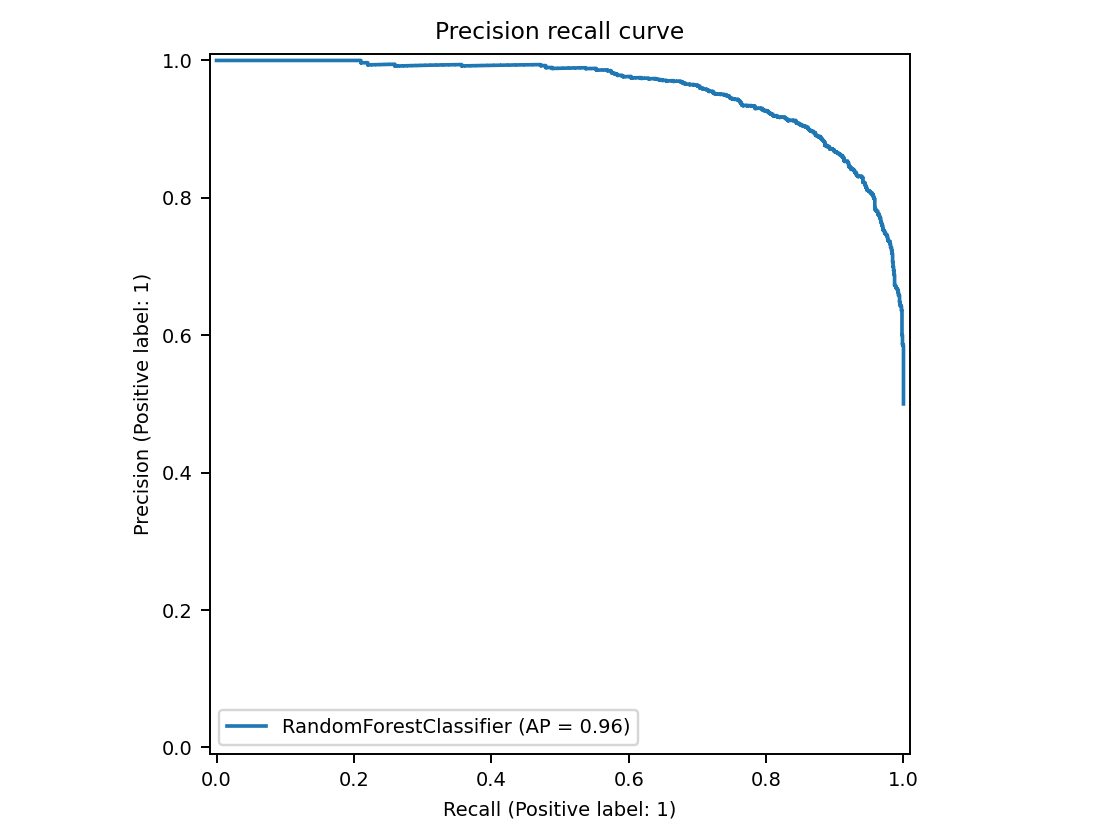 Precision recall curve
1.0
0.8
0.6
0.4
0.2
0.0
Precision (Positive label: 1)
RandomForestClassifier (AP = 0.96)
0.0 0.2 0.4 0.6 0.8 1.0
Recall (Positive label: 1)